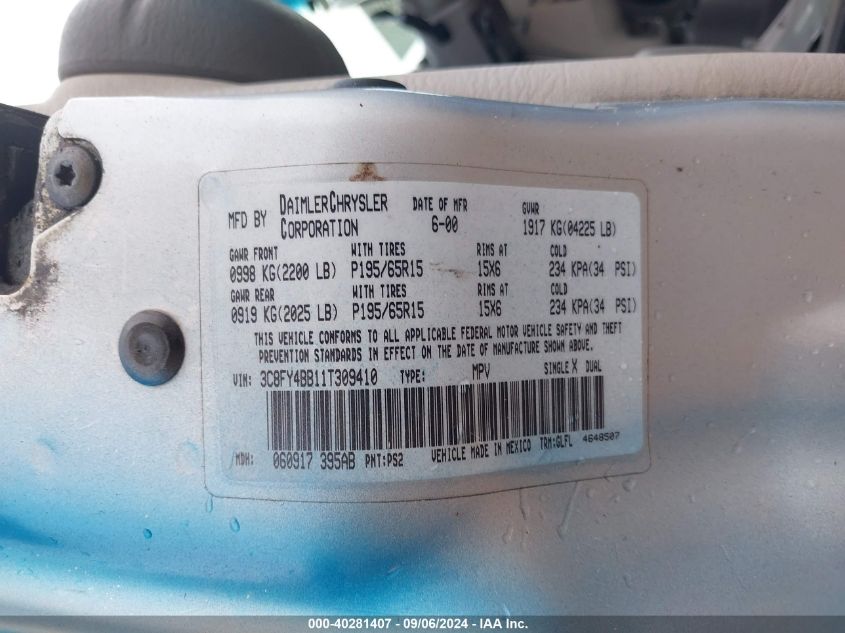 MFD BY DAIMLERCHRYSLER CORPORATION DATE OF MFR 6-00 GVWR 1917 KG(04225 LB)
GAWR FRONT WITH TIRES RIMS AT COLD
0998 KG(2200 LB) P195/65R15 15X6 234 KPA(34 PSI)
GAWR REAR WITH TIRES RIMS AT COLD
0919 KG(2025 LB) P195/65R15 15X6 234 KPA(34 PSI)
THIS VEHICLE CONFORMS TO ALL APPLICABLE FEDERAL MOTOR VEHICLE SAFETY AND THEFT
PREVENTION STANDARDS IN EFFECT ON THE DATE OF MANUFACTURE SHOWN ABOVE.
VIN: 3C8FY4BB11T309410 TYPE: MPV SINGLE X DUAL
MDH: 060917 395AB PNT:PS2 VEHICLE MADE IN MEXICO TRM:GLFL 4648507
000-40281407 - 09/06/2024 - IAA Inc.